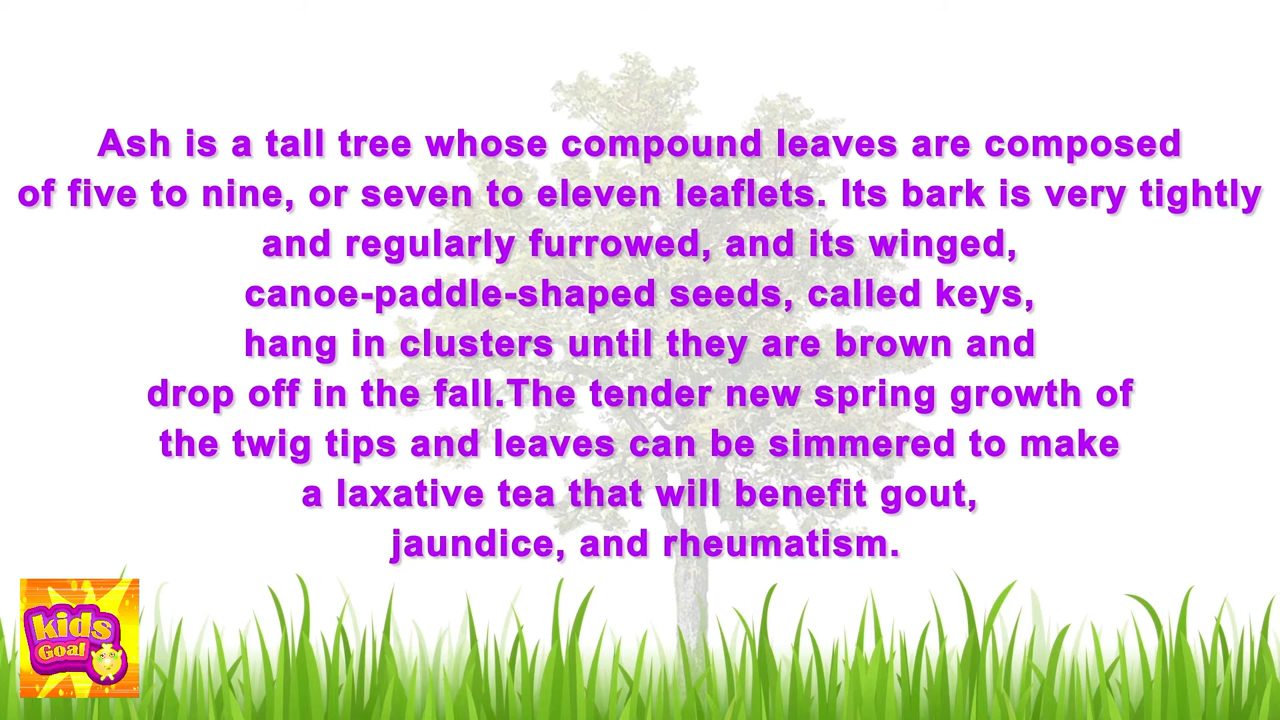 Ash is a tall tree whose compound leaves are composed
of five to nine, or seven to eleven leaflets. Its bark is very tightly
and regularly furrowed, and its winged,
canoe-paddle-shaped seeds, called keys,
hang in clusters until they are brown and
drop off in the fall.The tender new spring growth of
the twig tips and leaves can be simmered to make
a laxative tea that will benefit gout,
jaundice, and rheumatism.
kids
Goal